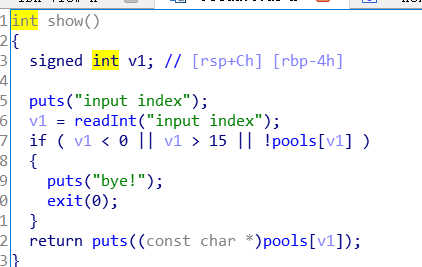 1 int show()
2 {
3 signed int v1; // [rsp+Ch] [rbp-4h]
4
5 puts("input index");
6 v1 = readInt("input index");
7 if ( v1 < 0 || v1 > 15 || !pools[v1] )
8 {
9 puts("bye!");
0 exit(0);
1 }
2 return puts((const char *)pools[v1]);
3 }